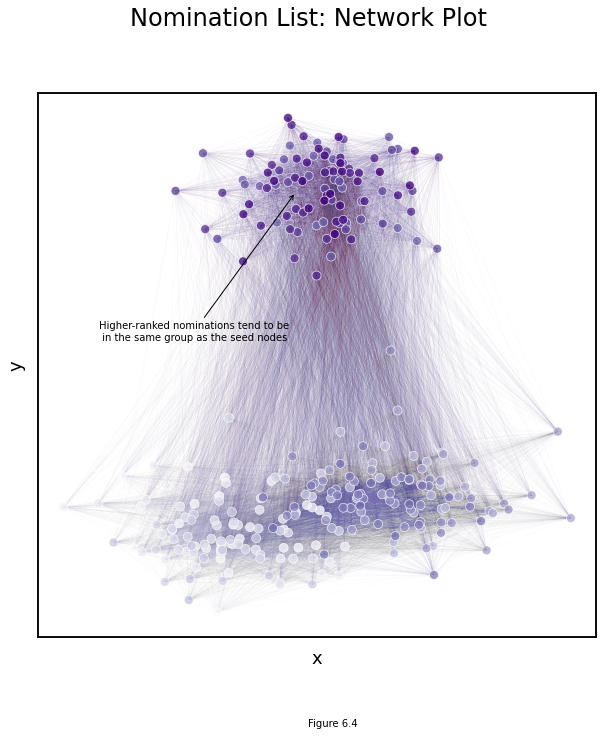 Nomination List: Network Plot
y
Higher-ranked nominations tend to be
in the same group as the seed nodes
x
Figure 6.4